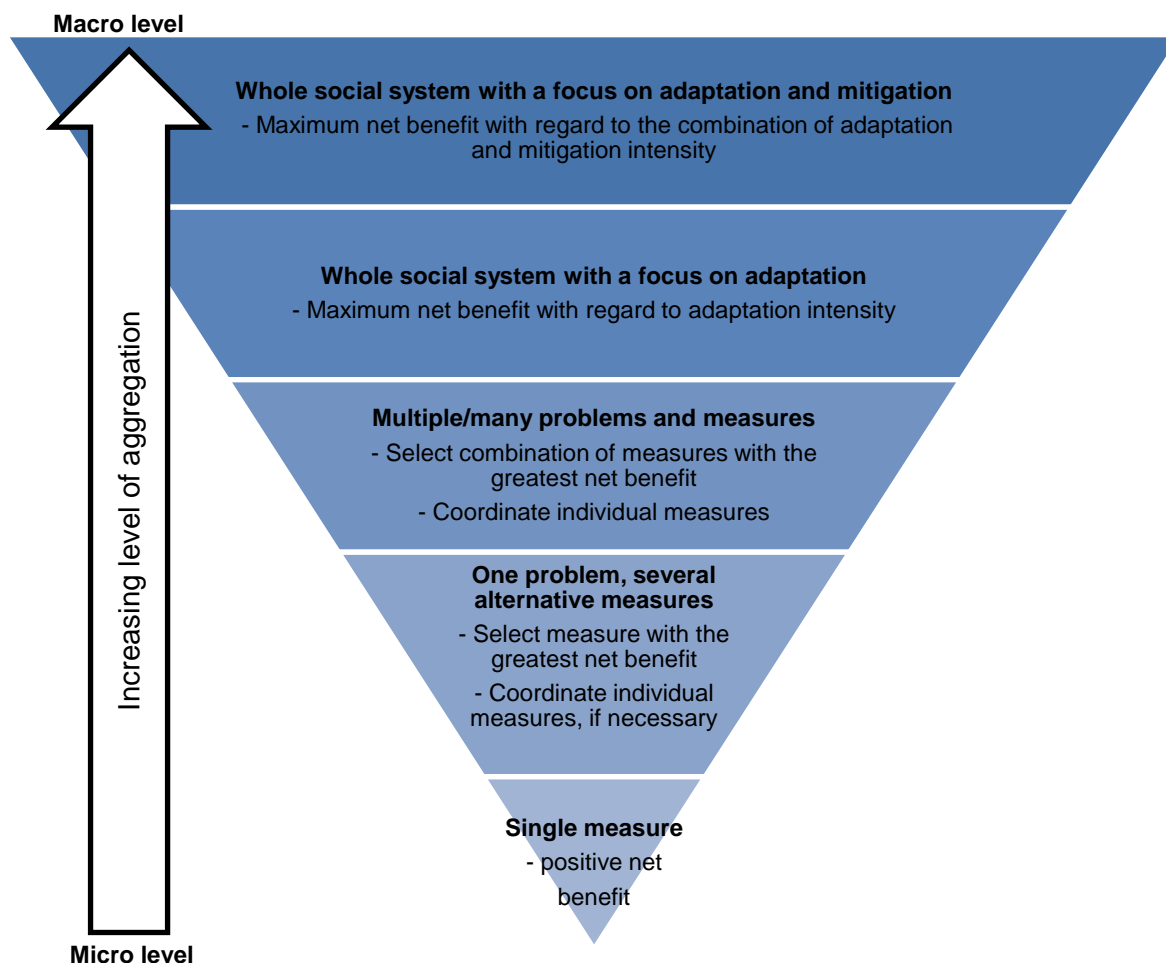 Macro level
Whole social system with a focus on adaptation and mitigation
- Maximum net benefit with regard to the combination of adaptation
and mitigation intensity
Whole social system with a focus on adaptation
- Maximum net benefit with regard to adaptation intensity
Multiple/many problems and measures
- Select combination of measures with the
greatest net benefit
- Coordinate individual measures
One problem, several
alternative measures
- Select measure with the
greatest net benefit
- Coordinate individual
measures, if necessary
Single measure
- positive net
benefit
Increasing level of aggregation
Micro level